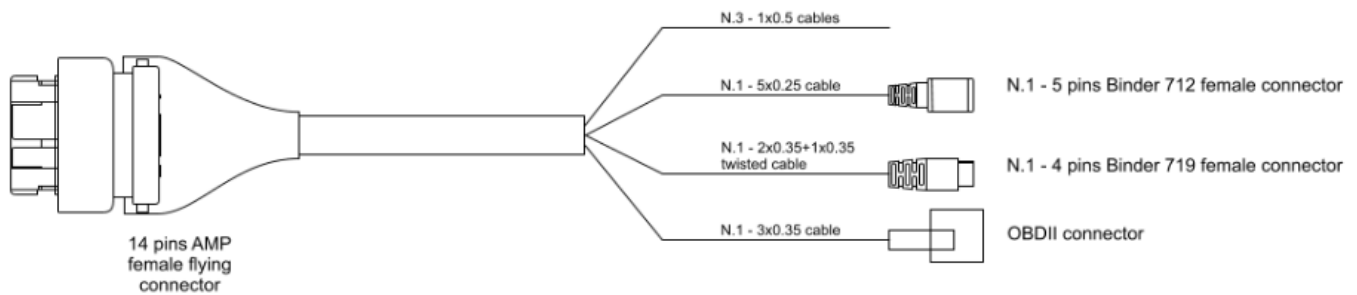 N.3 - 1x0.5 cables
N.1 - 5x0.25 cable
N.1 - 5 pins Binder 712 female connector
N.1 - 2x0.35+1x0.35
twisted cable
N.1 - 4 pins Binder 719 female connector
N.1 - 3x0.35 cable
OBDII connector
14 pins AMP
female flying
connector